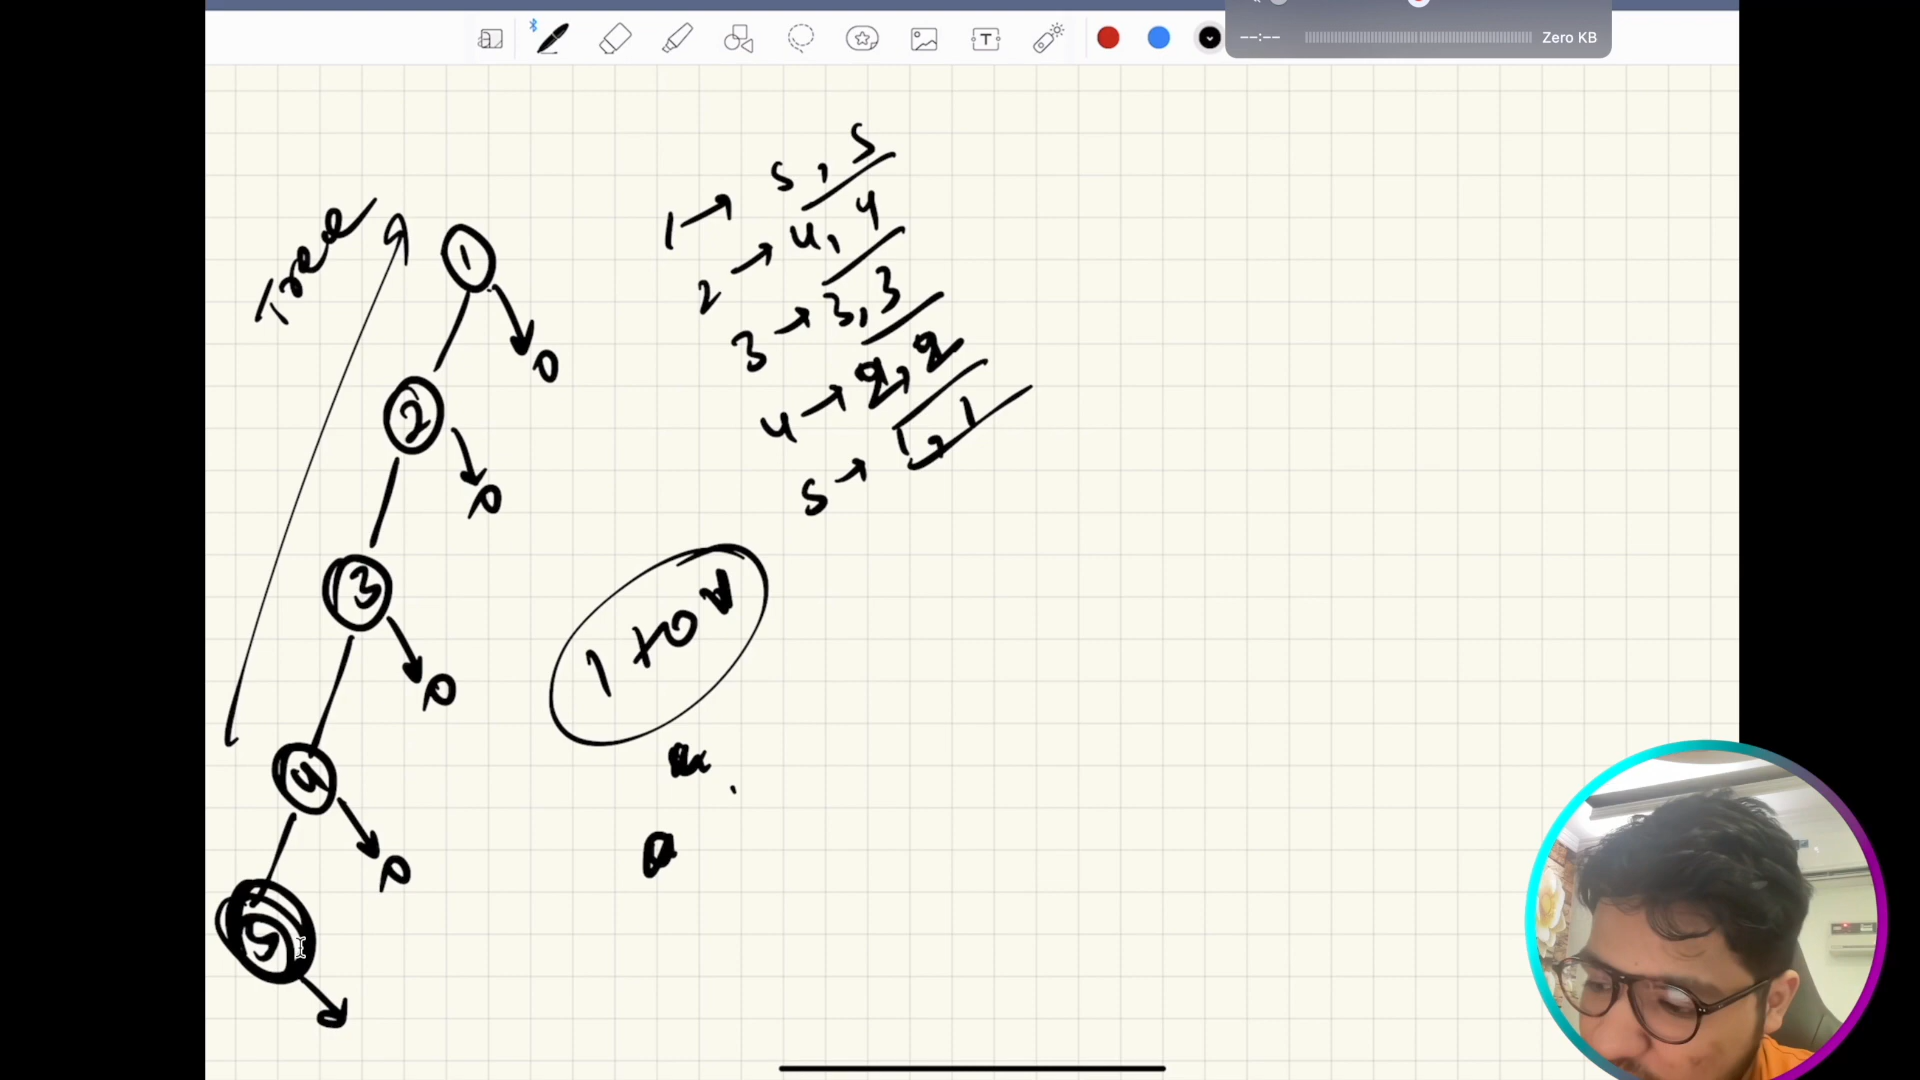 --:-- Zero KB
T
Tree
1 → 5, 5
2 → 4, 4
3 → 3, 3
4 → 2, 2
5 → 1, 1
1
0
2
0
3
0
1 to
4
0
5